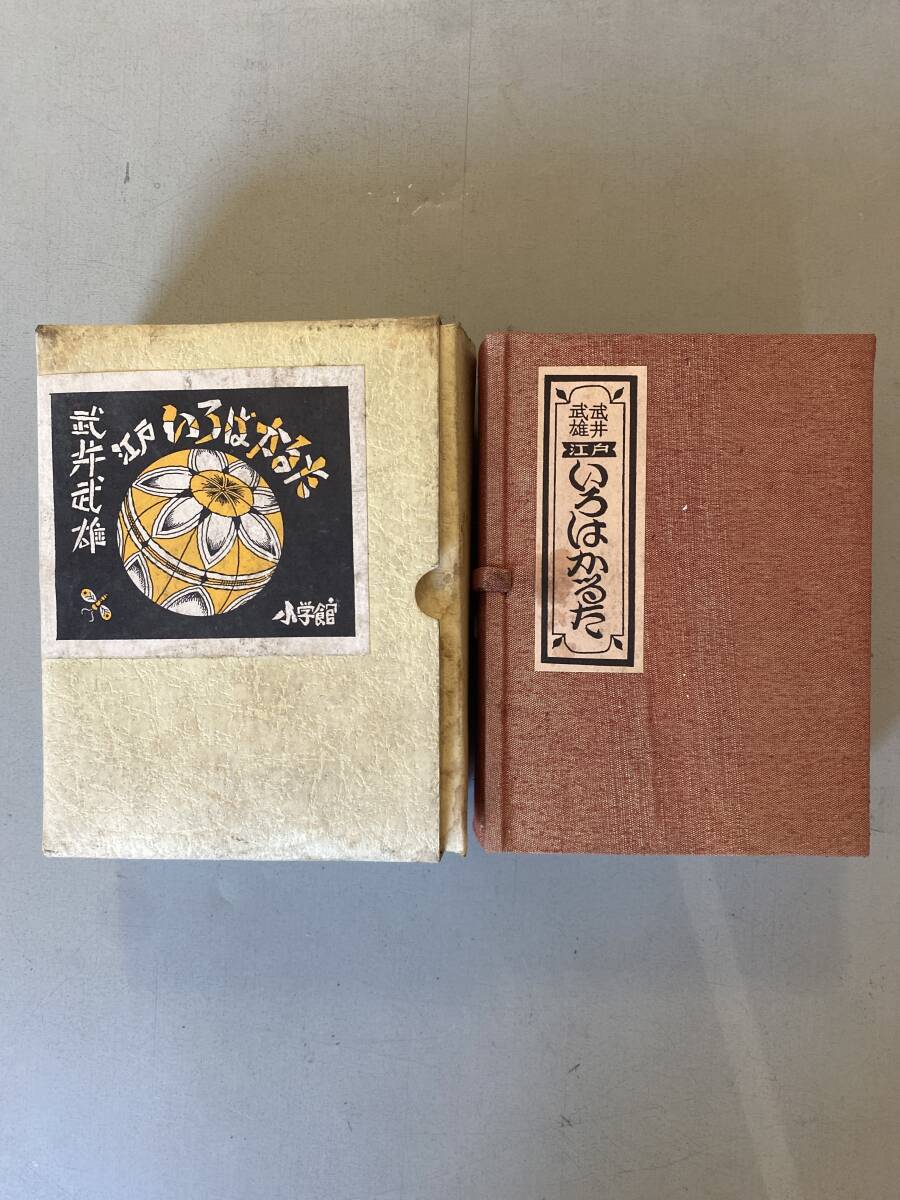 武井武雄
江戸いろはかるた
小学館
武井
武雄
江戸
いろはかるた